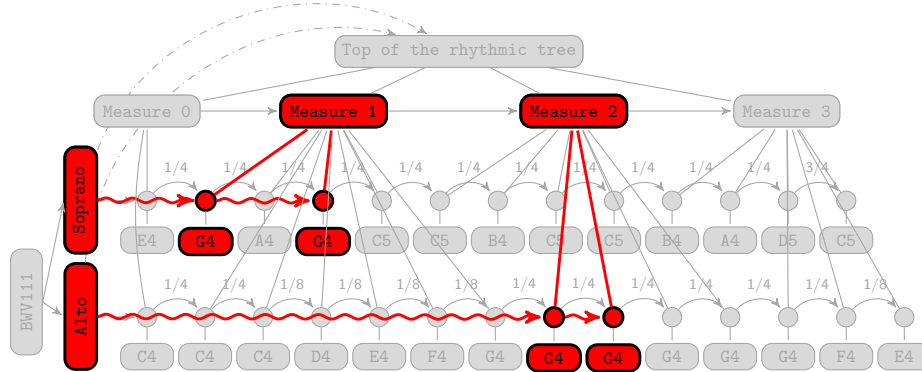 Top of the rhythmic tree
Measure 0 Measure 1 Measure 2 Measure 3
Soprano
1/4 1/4 1/4 1/4 1/4 1/4 1/4 1/4 1/4 1/4 1/4 3/4
E4 G4 A4 G4 C5 C5 B4 C5 C5 B4 A4 D5 C5
BWV111
Alto
1/4 1/4 1/8 1/8 1/8 1/8 1/4 1/4 1/4 1/4 1/4 1/4 1/8
C4 C4 C4 D4 E4 F4 G4 G4 G4 G4 G4 G4 F4 E4